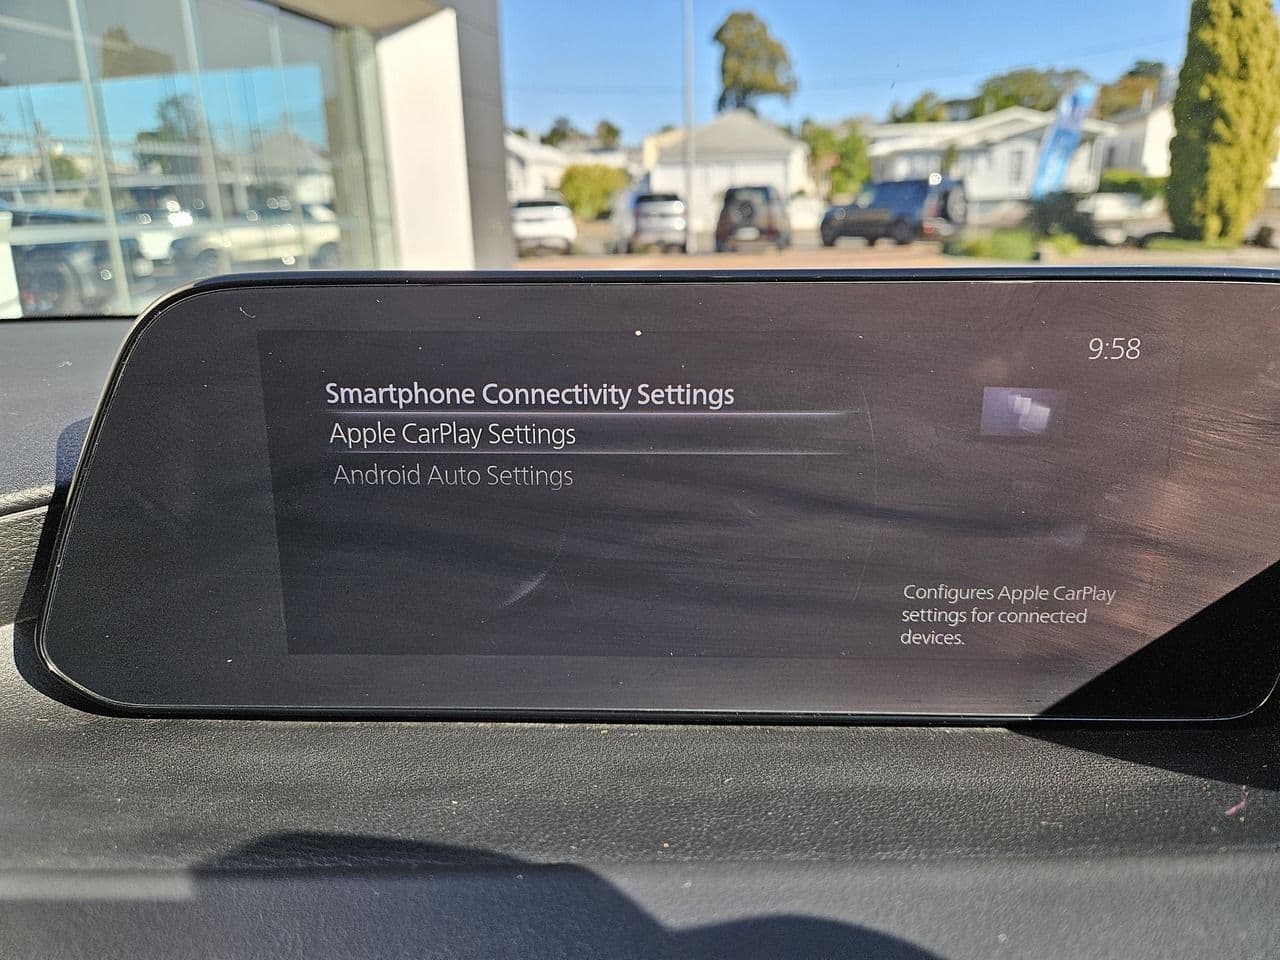 9:58
Smartphone Connectivity Settings
Apple CarPlay Settings
Android Auto Settings
Configures Apple CarPlay
settings for connected
devices.